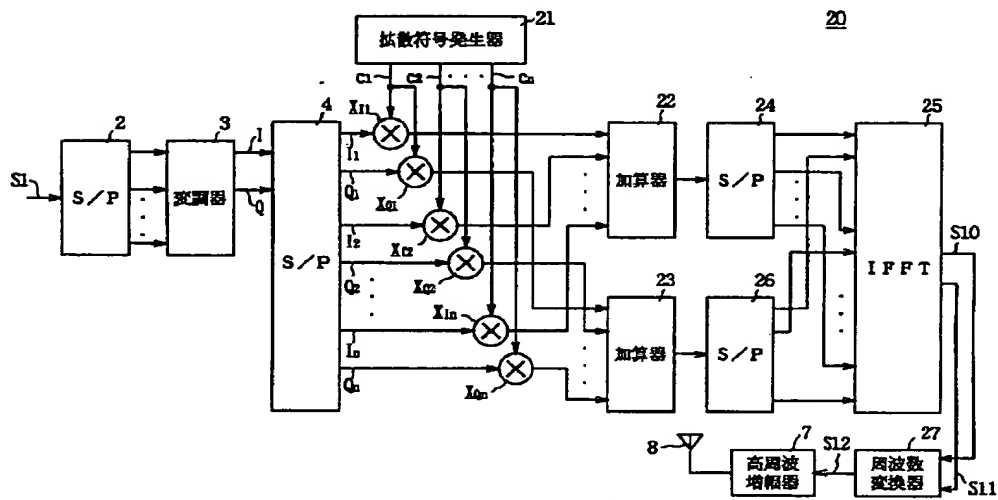 20
21
拡散符号発生器
C1 C2 ・・・・ Cn
2
3
4
22
24
25
XI1
I
I1
S1
S/P
変調器
Q
Q1
XQ1
加算器
S/P
I2
XC2
S/P
Q2
XQ2
S10
IFFT
23
26
XIn
In
加算器
S/P
Qn
XQn
8
7
S12
27
高周波
増幅器
周波数
変換器
S11